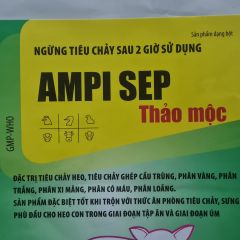 Sản phẩm dạng bột
NGỪNG TIÊU CHẢY SAU 2 GIỜ SỬ DỤNG
AMPI SEP
Thảo mộc
GMP-WHO
ĐẶC TRỊ TIÊU CHẢY HEO, TIÊU CHẢY GHÉP CẦU TRÙNG, PHÂN VÀNG, PHÂN
TRẮNG, PHÂN XI MĂNG, PHÂN CÓ MÁU, PHÂN LOÃNG.
SẢN PHẨM ĐẶC BIỆT TỐT KHI TRỘN VỚI THỨC ĂN PHÒNG TIÊU CHẢY, SƯNG
PHÙ ĐẦU CHO HEO CON TRONG GIAI ĐOẠN TẬP ĂN VÀ GIAI ĐOẠN ÚM